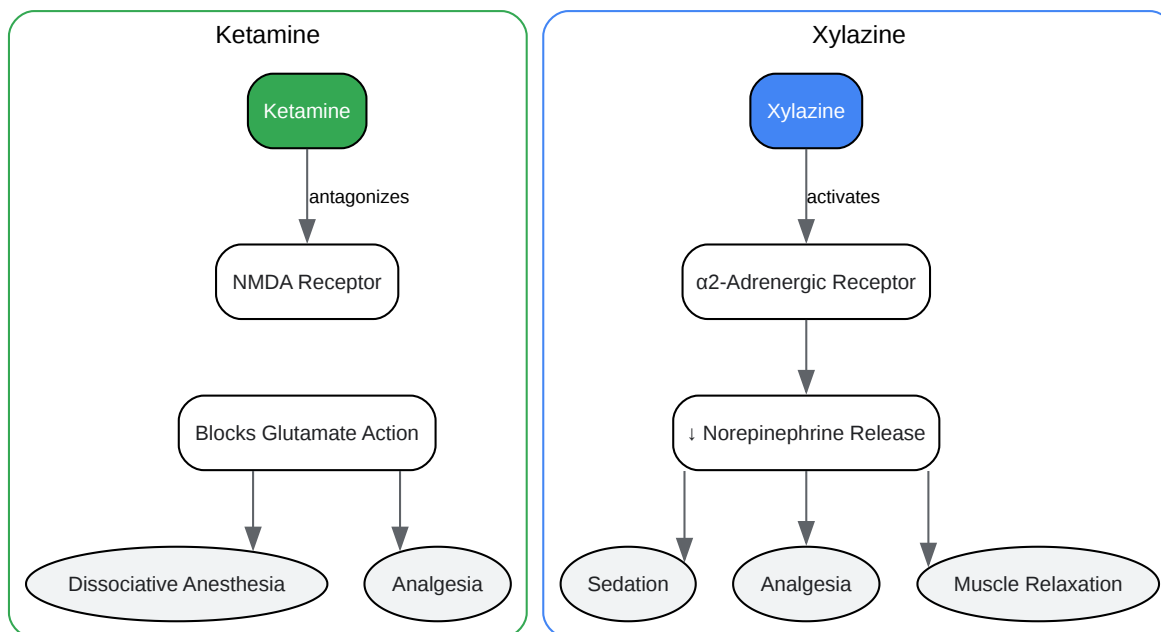 Ketamine
Ketamine
antagonizes
NMDA Receptor
Blocks Glutamate Action
Dissociative Anesthesia
Analgesia
Xylazine
Xylazine
activates
α2-Adrenergic Receptor
↓ Norepinephrine Release
Sedation
Analgesia
Muscle Relaxation